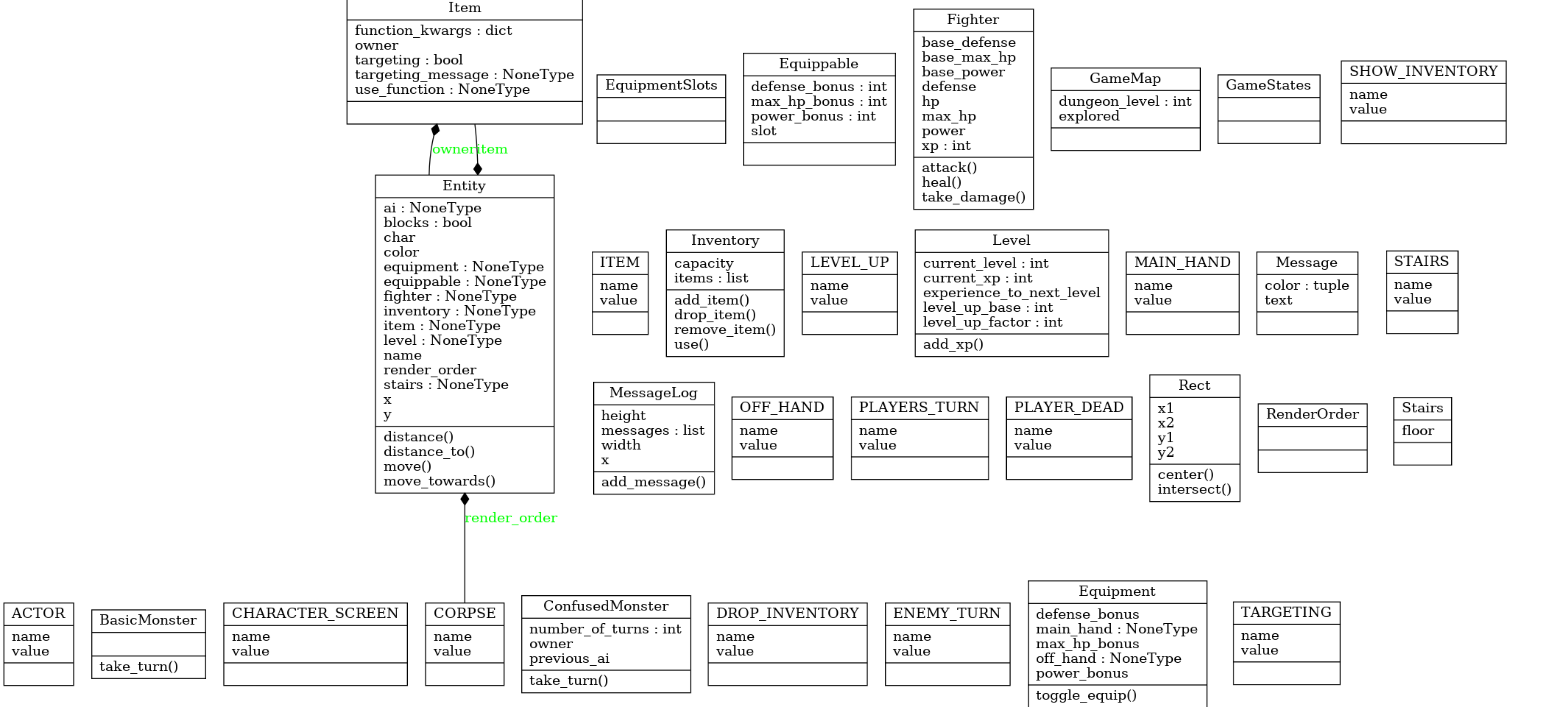 Item
function_kwargs : dict
owner
targeting : bool
targeting_message : NoneType
use_function : NoneType
EquipmentSlots
Equippable
defense_bonus : int
max_hp_bonus : int
power_bonus : int
slot
Fighter
base_defense
base_max_hp
base_power
defense
hp
max_hp
power
xp : int
attack()
heal()
take_damage()
GameMap
dungeon_level : int
explored
GameStates
SHOW_INVENTORY
name
value
owner
item
Entity
ai : NoneType
blocks : bool
char
color
equipment : NoneType
equippable : NoneType
fighter : NoneType
inventory : NoneType
item : NoneType
level : NoneType
name
render_order
stairs : NoneType
x
y
distance()
distance_to()
move()
move_towards()
ITEM
name
value
Inventory
capacity
items : list
add_item()
drop_item()
remove_item()
use()
LEVEL_UP
name
value
Level
current_level : int
current_xp : int
experience_to_next_level
level_up_base : int
level_up_factor : int
add_xp()
MAIN_HAND
name
value
Message
color : tuple
text
STAIRS
name
value
MessageLog
height
messages : list
width
x
add_message()
OFF_HAND
name
value
PLAYERS_TURN
name
value
PLAYER_DEAD
name
value
Rect
x1
x2
y1
y2
center()
intersect()
RenderOrder
Stairs
floor
render_order
ACTOR
name
value
BasicMonster
take_turn()
CHARACTER_SCREEN
name
value
CORPSE
name
value
ConfusedMonster
number_of_turns : int
owner
previous_ai
take_turn()
DROP_INVENTORY
name
value
ENEMY_TURN
name
value
Equipment
defense_bonus
main_hand : NoneType
max_hp_bonus
off_hand : NoneType
power_bonus
toggle_equip()
TARGETING
name
value